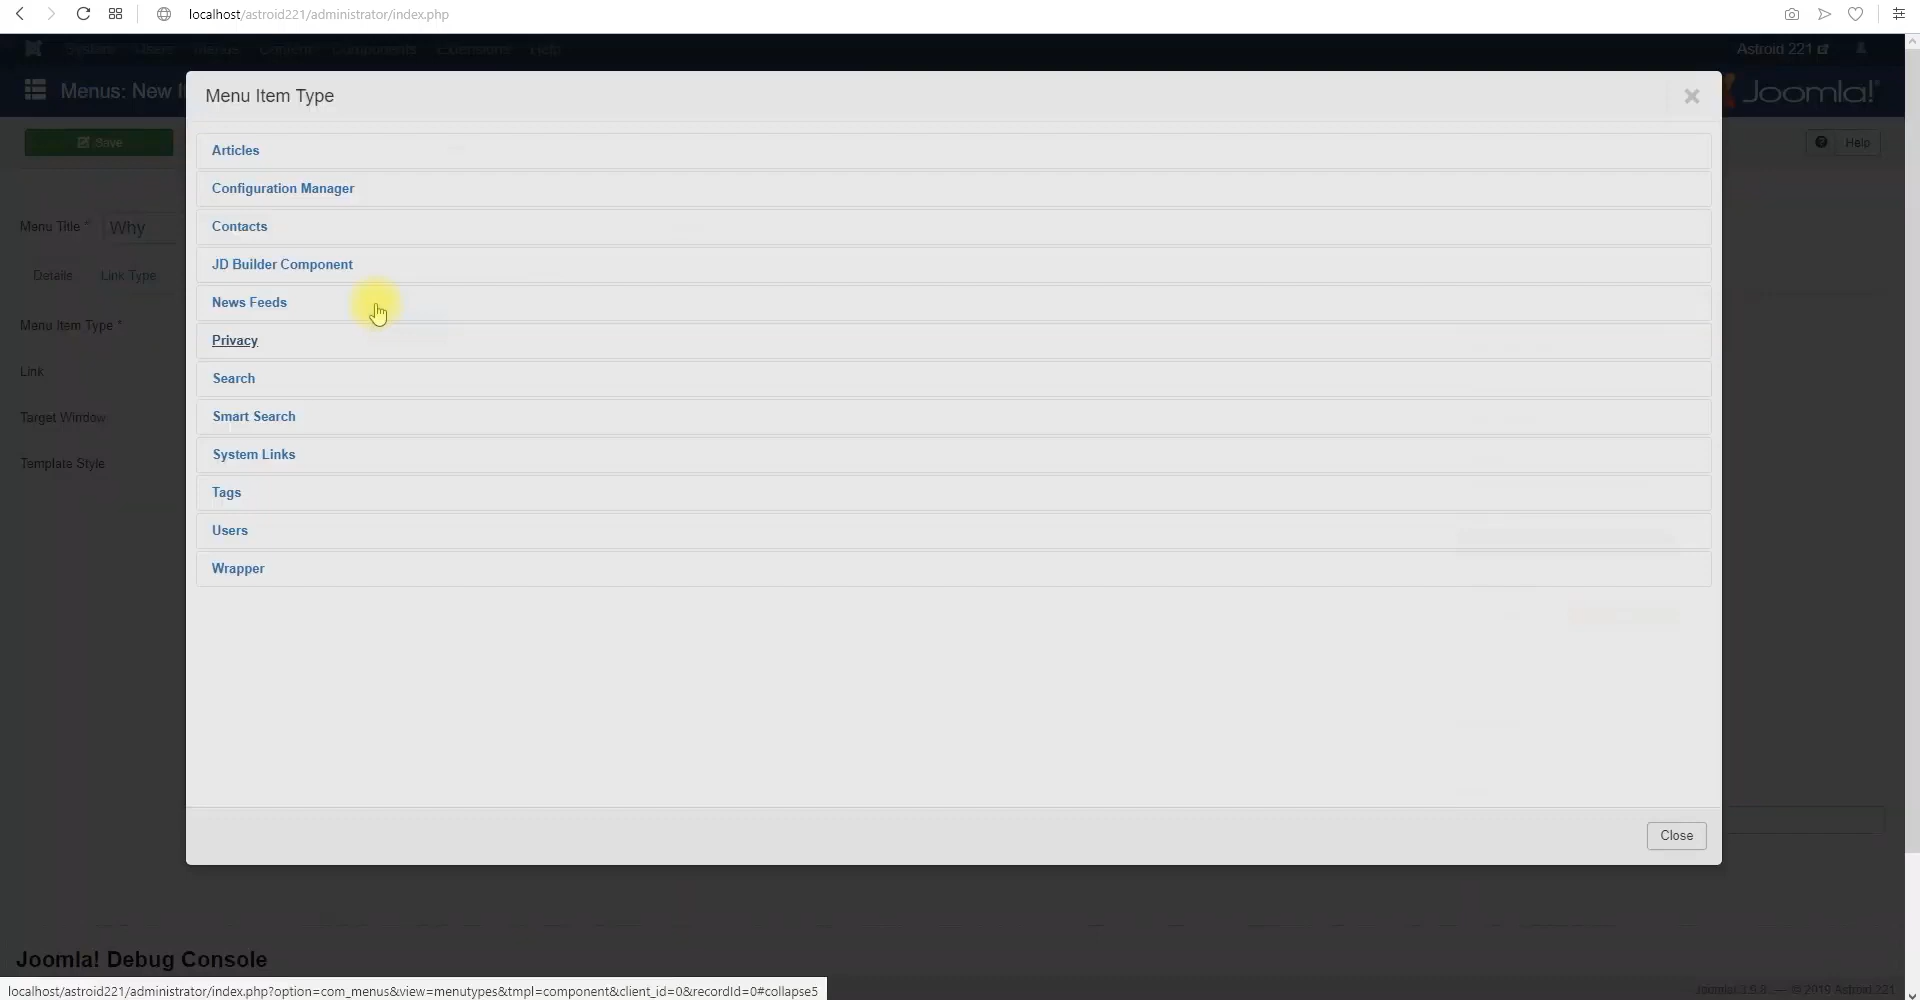 localhost/astroid221/administrator/index.php
System Users Menus Content Components Extensions Help
Astroid 221
Menus: New I
Joomla!
Menu Item Type
Save
Help
Articles
Configuration Manager
Menu Title *
Why
Contacts
JD Builder Component
Details
Link Type
News Feeds
Menu Item Type *
Privacy
Link
Search
Target Window
Smart Search
Template Style
System Links
Tags
Users
Wrapper
Close
Joomla! Debug Console
localhost/astroid221/administrator/index.php?option=com_menus&view=menutypes&tmpl=component&client_id=0&recordId=0#collapse5
© 2019 Astroid 221